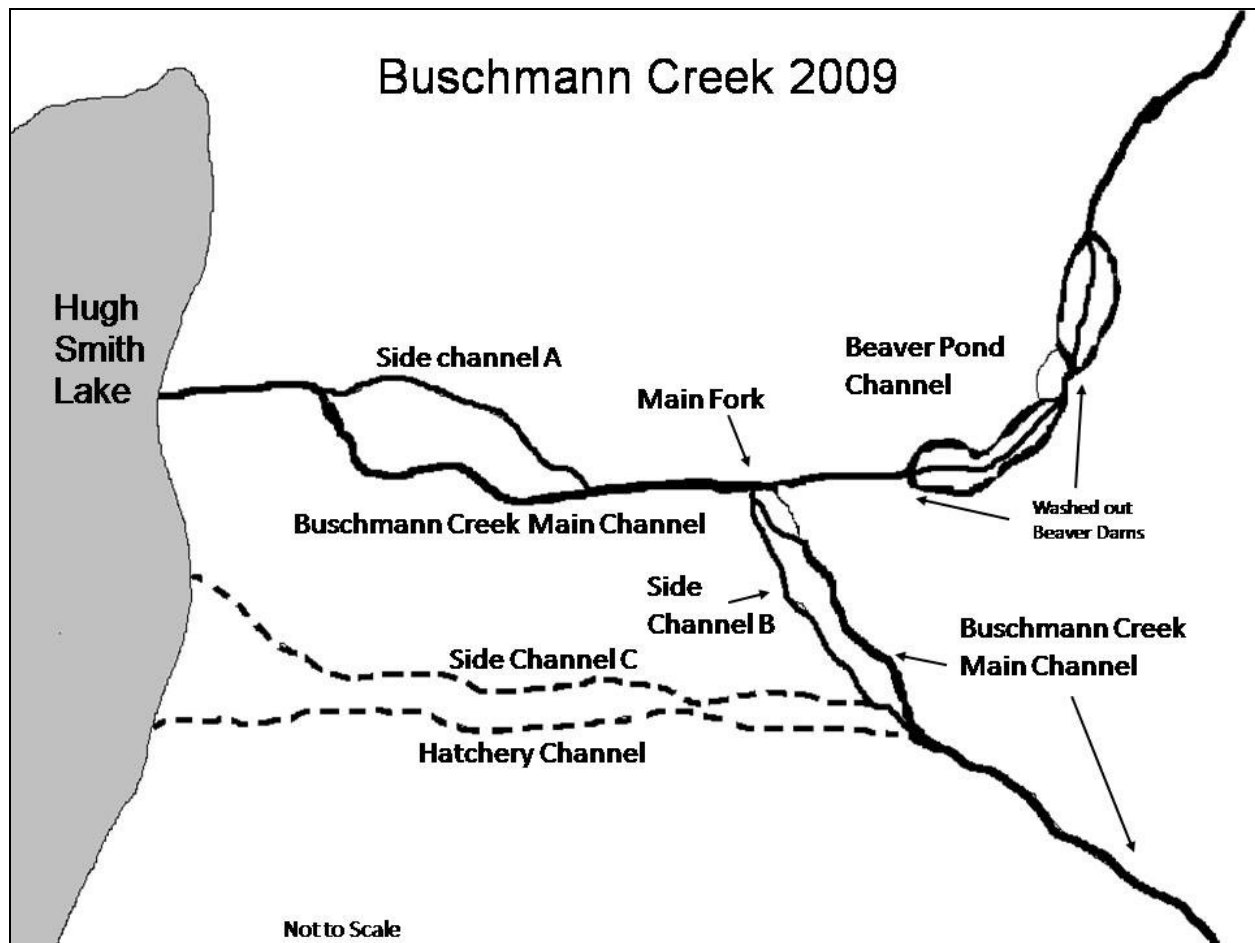 Buschmann Creek 2009
Hugh
Smith
Lake
Side channel A
Beaver Pond
Channel
Main Fork
Buschmann Creek Main Channel
Washed out
Beaver Dams
Side
Channel B
Buschmann Creek
Main Channel
Side Channel C
Hatchery Channel
Not to Scale